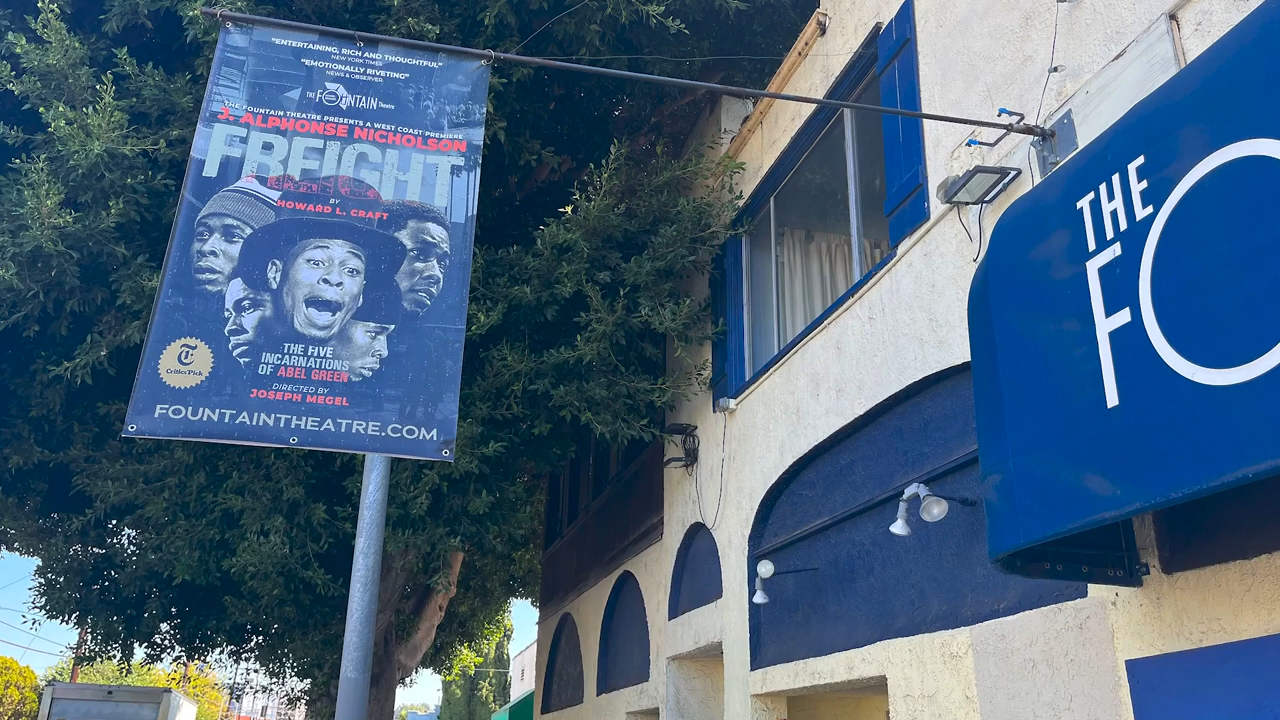 "ENTERTAINING, RICH AND THOUGHTFUL"
NEW YORK TIMES
"EMOTIONALLY RIVETING"
NEWS & OBSERVER
THE FOUNTAIN Theatre
THE FOUNTAIN THEATRE PRESENTS A WEST COAST PREMIERE
J. ALPHONSE NICHOLSON
FREIGHT
BY
HOWARD L. CRAFT
THE FIVE
INCARNATIONS
OF ABEL GREEN
T
Critic's Pick
DIRECTED BY
JOSEPH MEGEL
FOUNTAINTHEATRE.COM
THE
FO